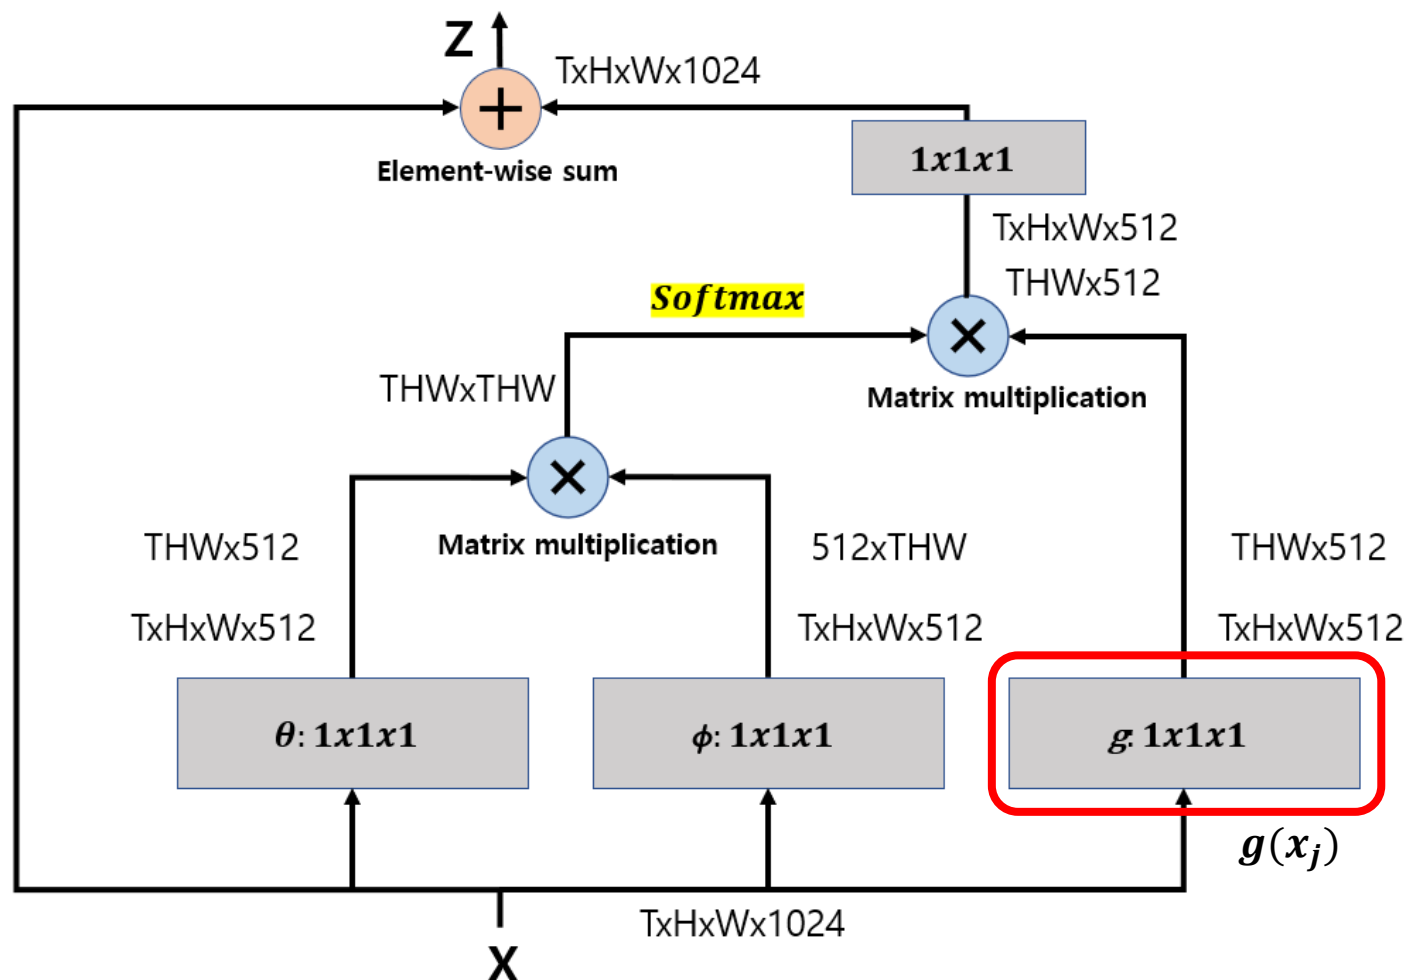 Z
TxHxWx1024
+
Element-wise sum
1x1x1
TxHxWx512
THWx512
Softmax
×
Matrix multiplication
THWxTHW
×
Matrix multiplication
THWx512
512xTHW
THWx512
TxHxWx512
TxHxWx512
TxHxWx512
θ: 1x1x1
ϕ: 1x1x1
g: 1x1x1
g(xⱼ)
TxHxWx1024
X